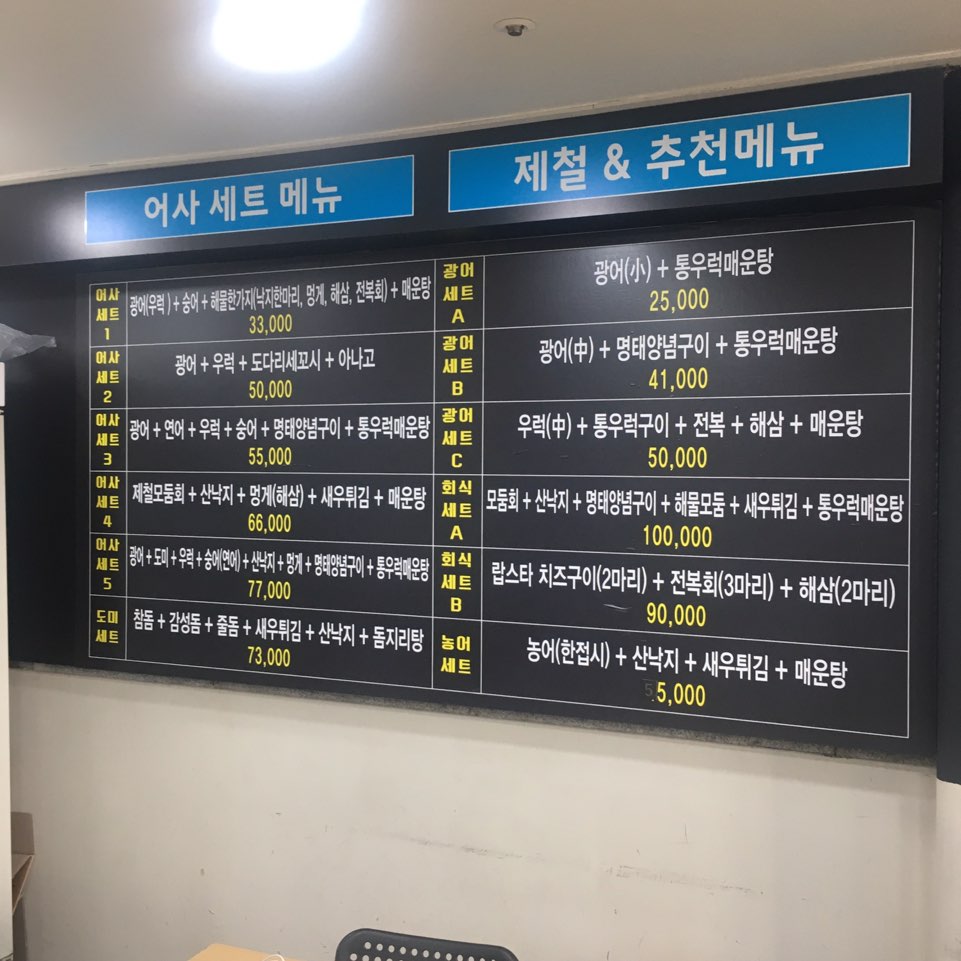 어사 세트 메뉴
어사
세트
1
광어(우럭) + 숭어 + 해물한가지(낙지한마리, 멍게, 해삼, 전복회) + 매운탕
33,000
어사
세트
2
광어 + 우럭 + 도다리세꼬시 + 아나고
50,000
어사
세트
3
광어 + 연어 + 우럭 + 숭어 + 명태양념구이 + 통우럭매운탕
55,000
어사
세트
4
제철모둠회 + 산낙지 + 멍게(해삼) + 새우튀김 + 매운탕
66,000
어사
세트
5
광어 + 도미 + 우럭 + 숭어(연어) + 산낙지 + 멍게 + 명태양념구이 + 통우럭매운탕
77,000
도미
세트
참돔 + 감성돔 + 줄돔 + 새우튀김 + 산낙지 + 돔지리탕
73,000
제철 & 추천메뉴
광어
세트
A
광어(小) + 통우럭매운탕
25,000
광어
세트
B
광어(中) + 명태양념구이 + 통우럭매운탕
41,000
광어
세트
C
우럭(中) + 통우럭구이 + 전복 + 해삼 + 매운탕
50,000
회식
세트
A
모둠회 + 산낙지 + 명태양념구이 + 해물모둠 + 새우튀김 + 통우럭매운탕
100,000
회식
세트
B
랍스타 치즈구이(2마리) + 전복회(3마리) + 해삼(2마리)
90,000
농어
세트
농어(한접시) + 산낙지 + 새우튀김 + 매운탕
55,000